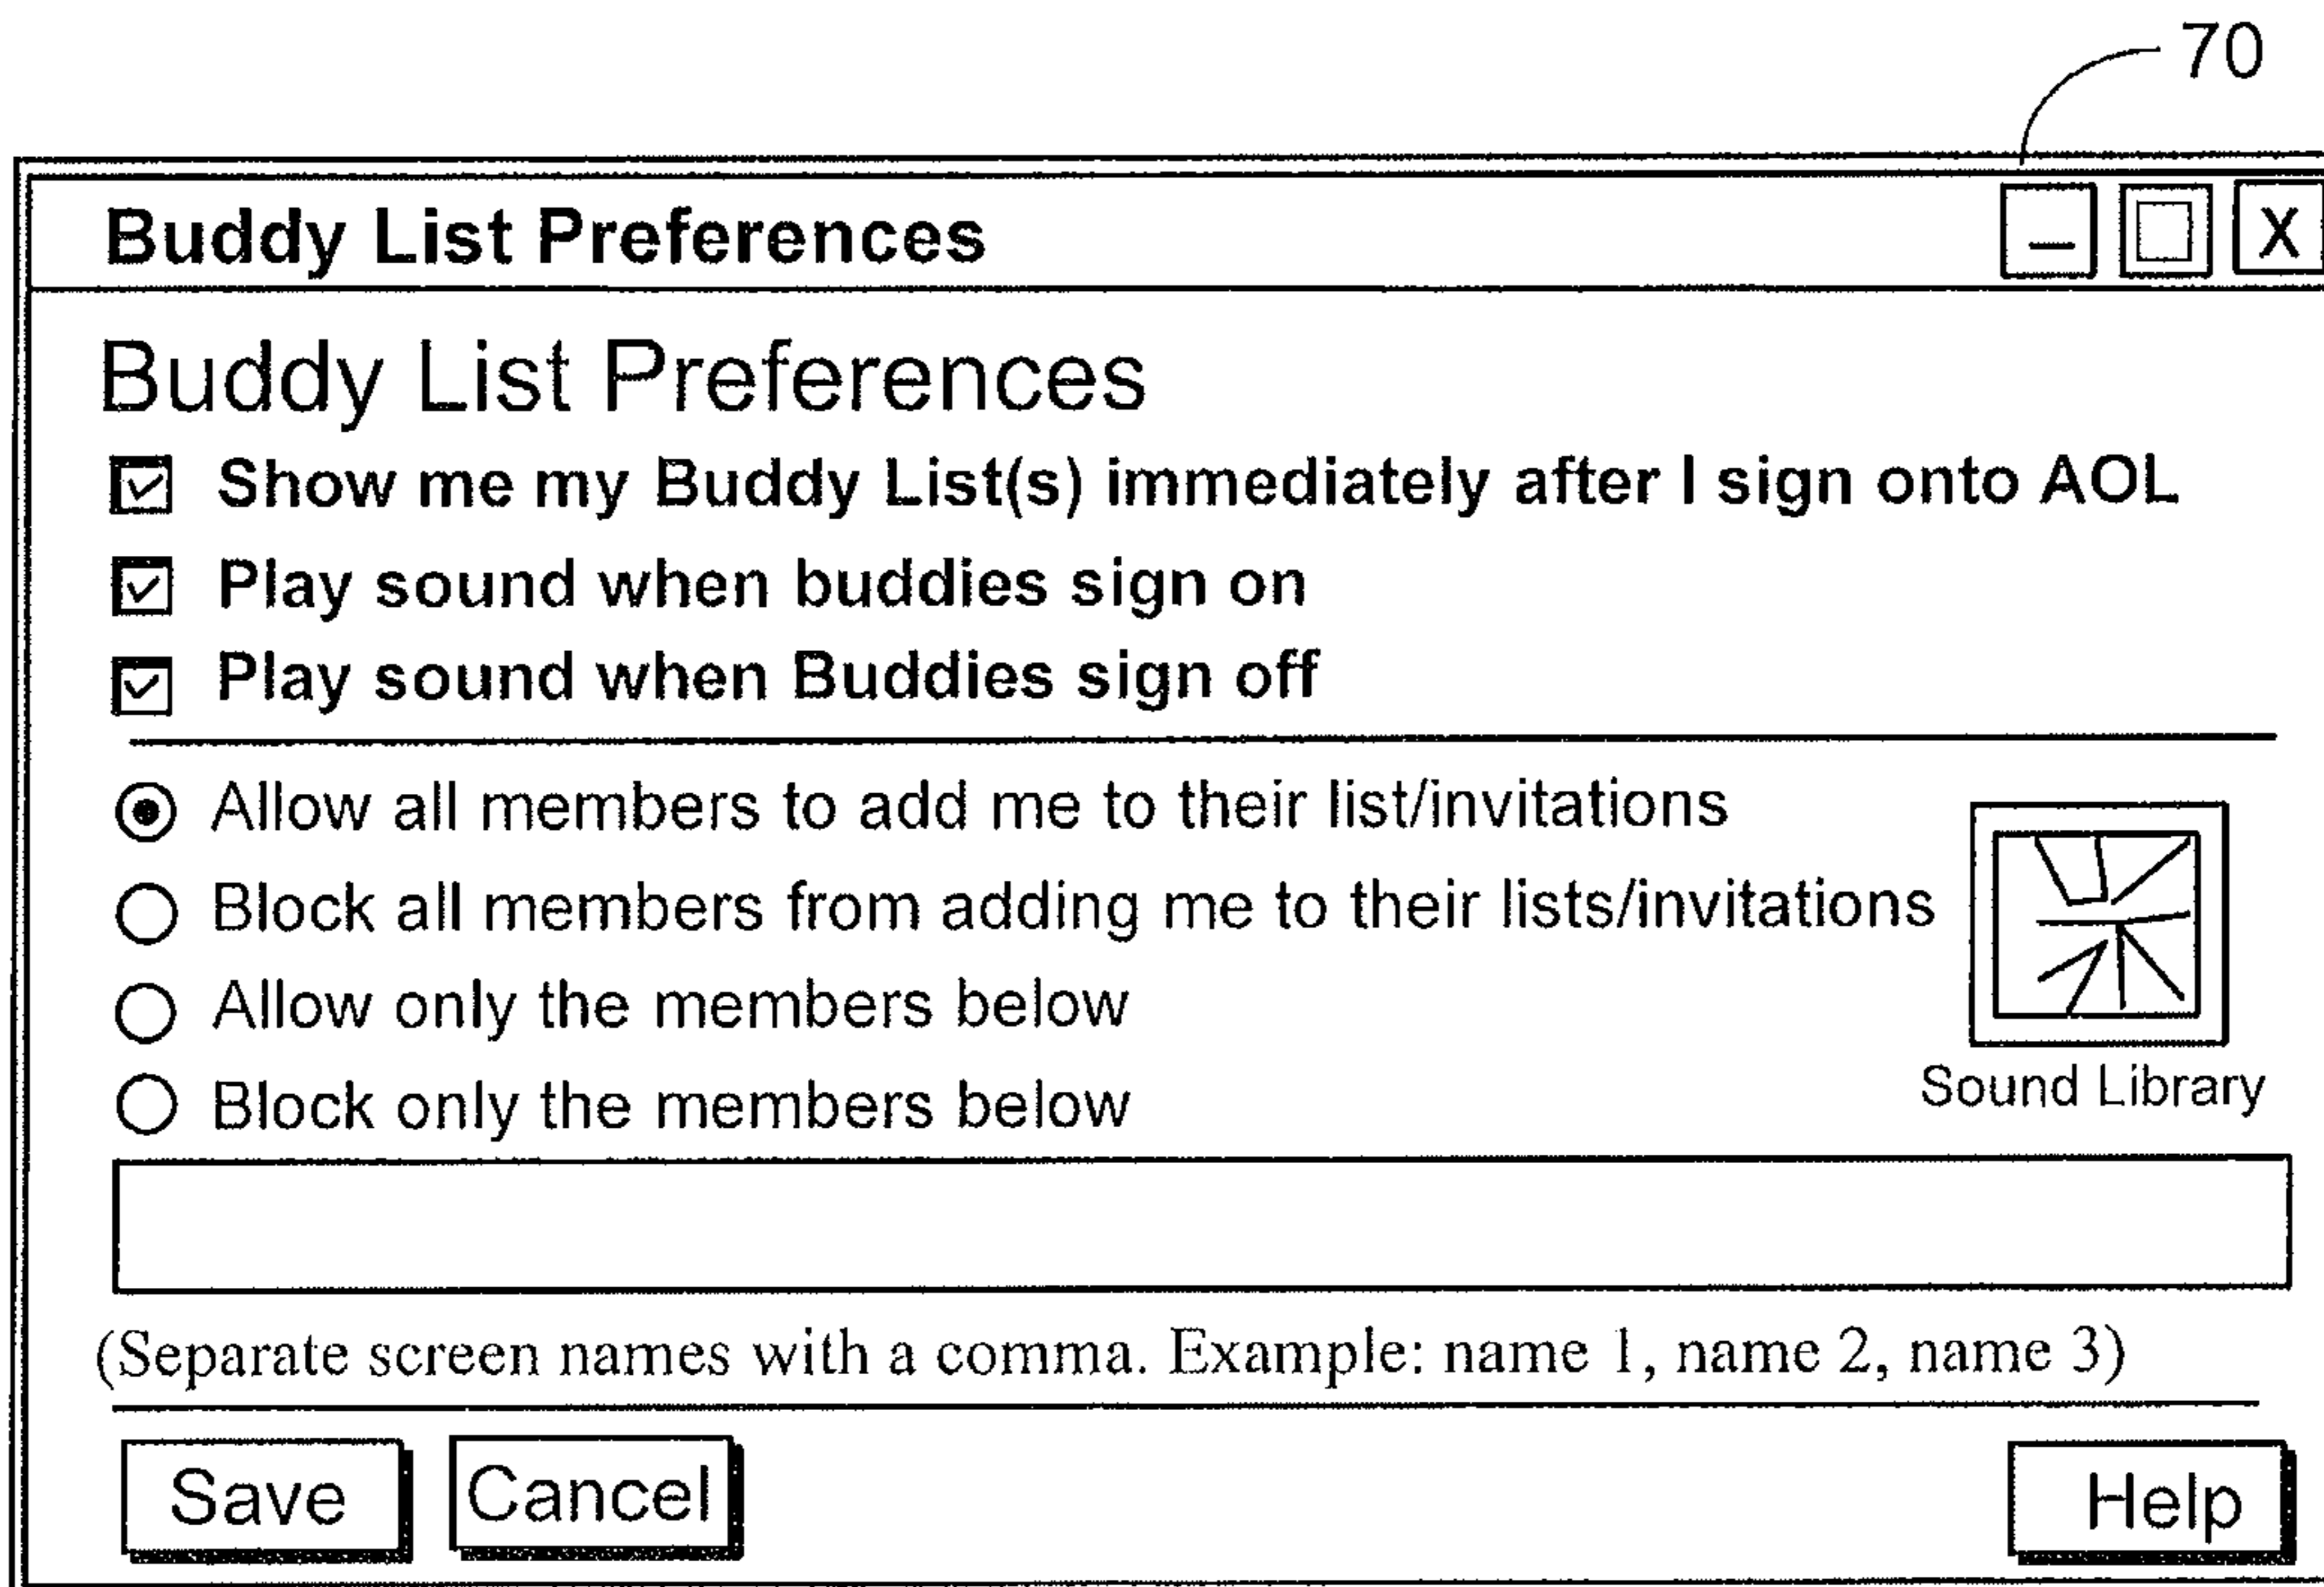 70
Buddy List Preferences
X
Buddy List Preferences
Show me my Buddy List(s) immediately after I sign onto AOL
Play sound when buddies sign on
Play sound when Buddies sign off
Allow all members to add me to their list/invitations
Block all members from adding me to their lists/invitations
Allow only the members below
Block only the members below
Sound Library
(Separate screen names with a comma. Example: name 1, name 2, name 3)
Save Cancel Help